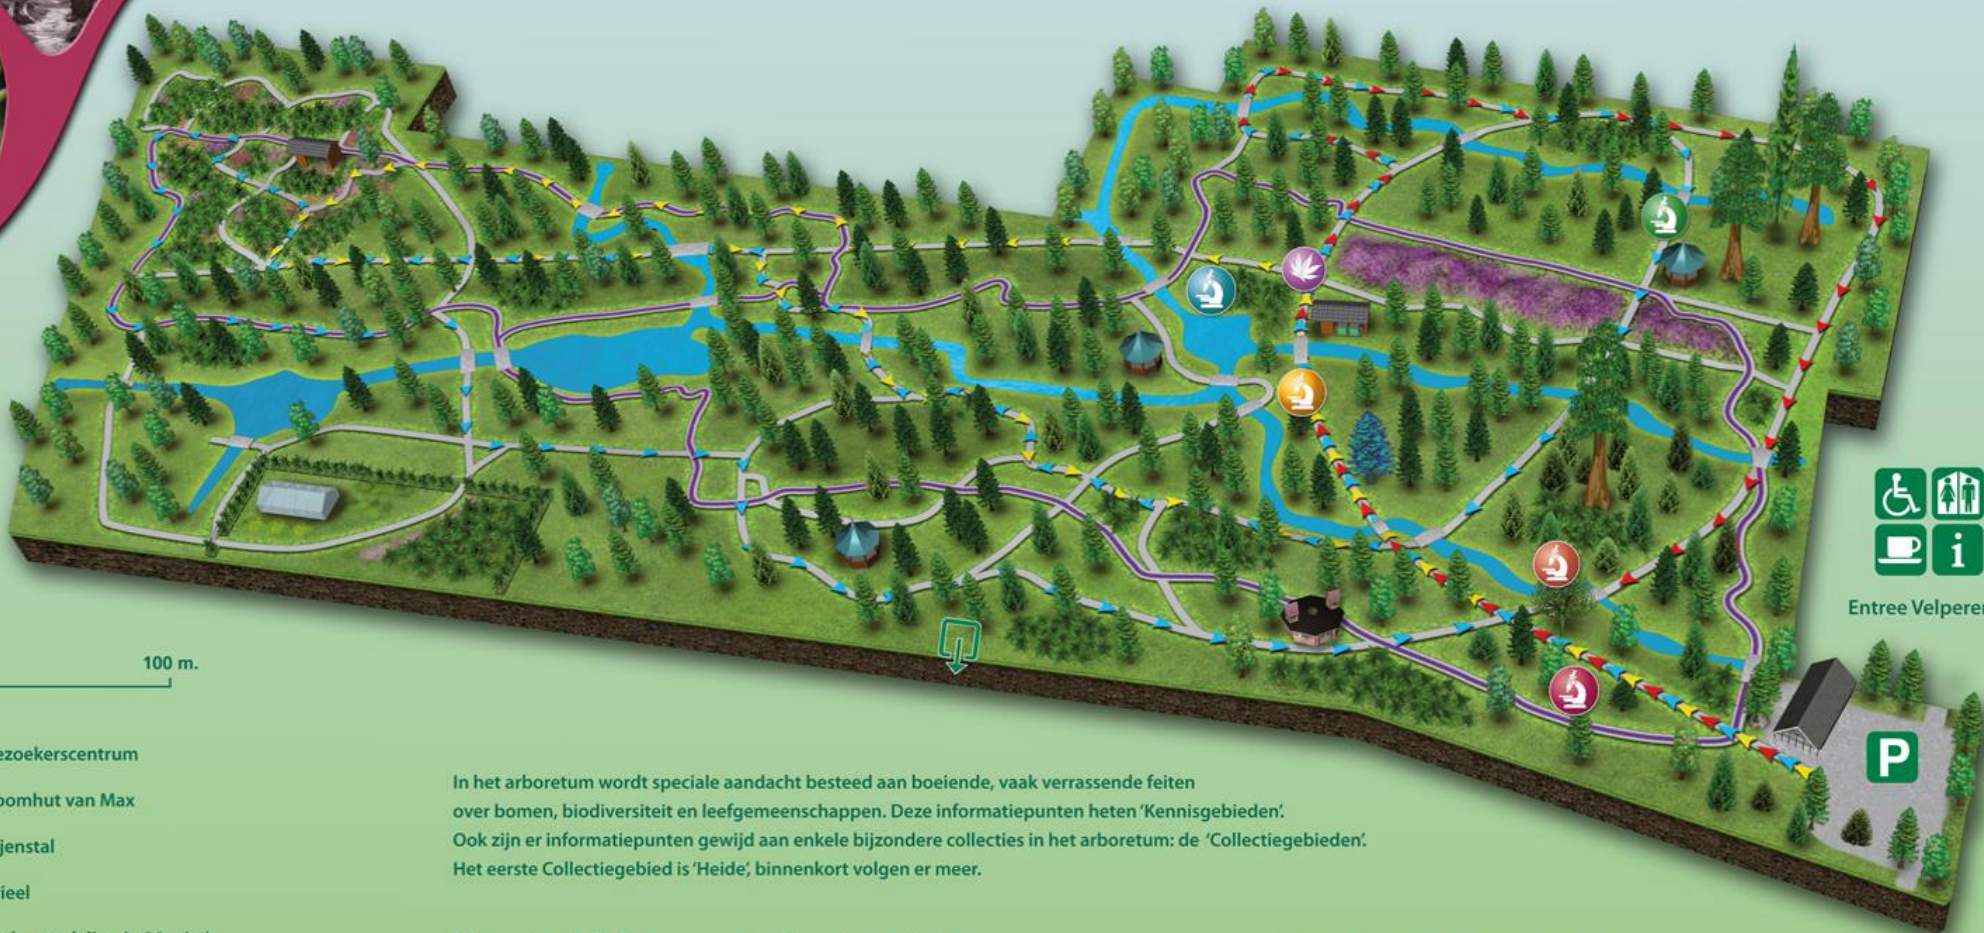 i
Entree Velperen
P
100 m.
ezoekerscentrum
oomhut van Max
ijenstal
rieel
In het arboretum wordt speciale aandacht besteed aan boeiende, vaak verrassende feiten
over bomen, biodiversiteit en leefgemeenschappen. Deze informatiepunten heten ‘Kennisgebieden’.
Ook zijn er informatiepunten gewijd aan enkele bijzondere collecties in het arboretum: de ‘Collectiegebieden’.
Het eerste Collectiegebied is ‘Heide’, binnenkort volgen er meer.